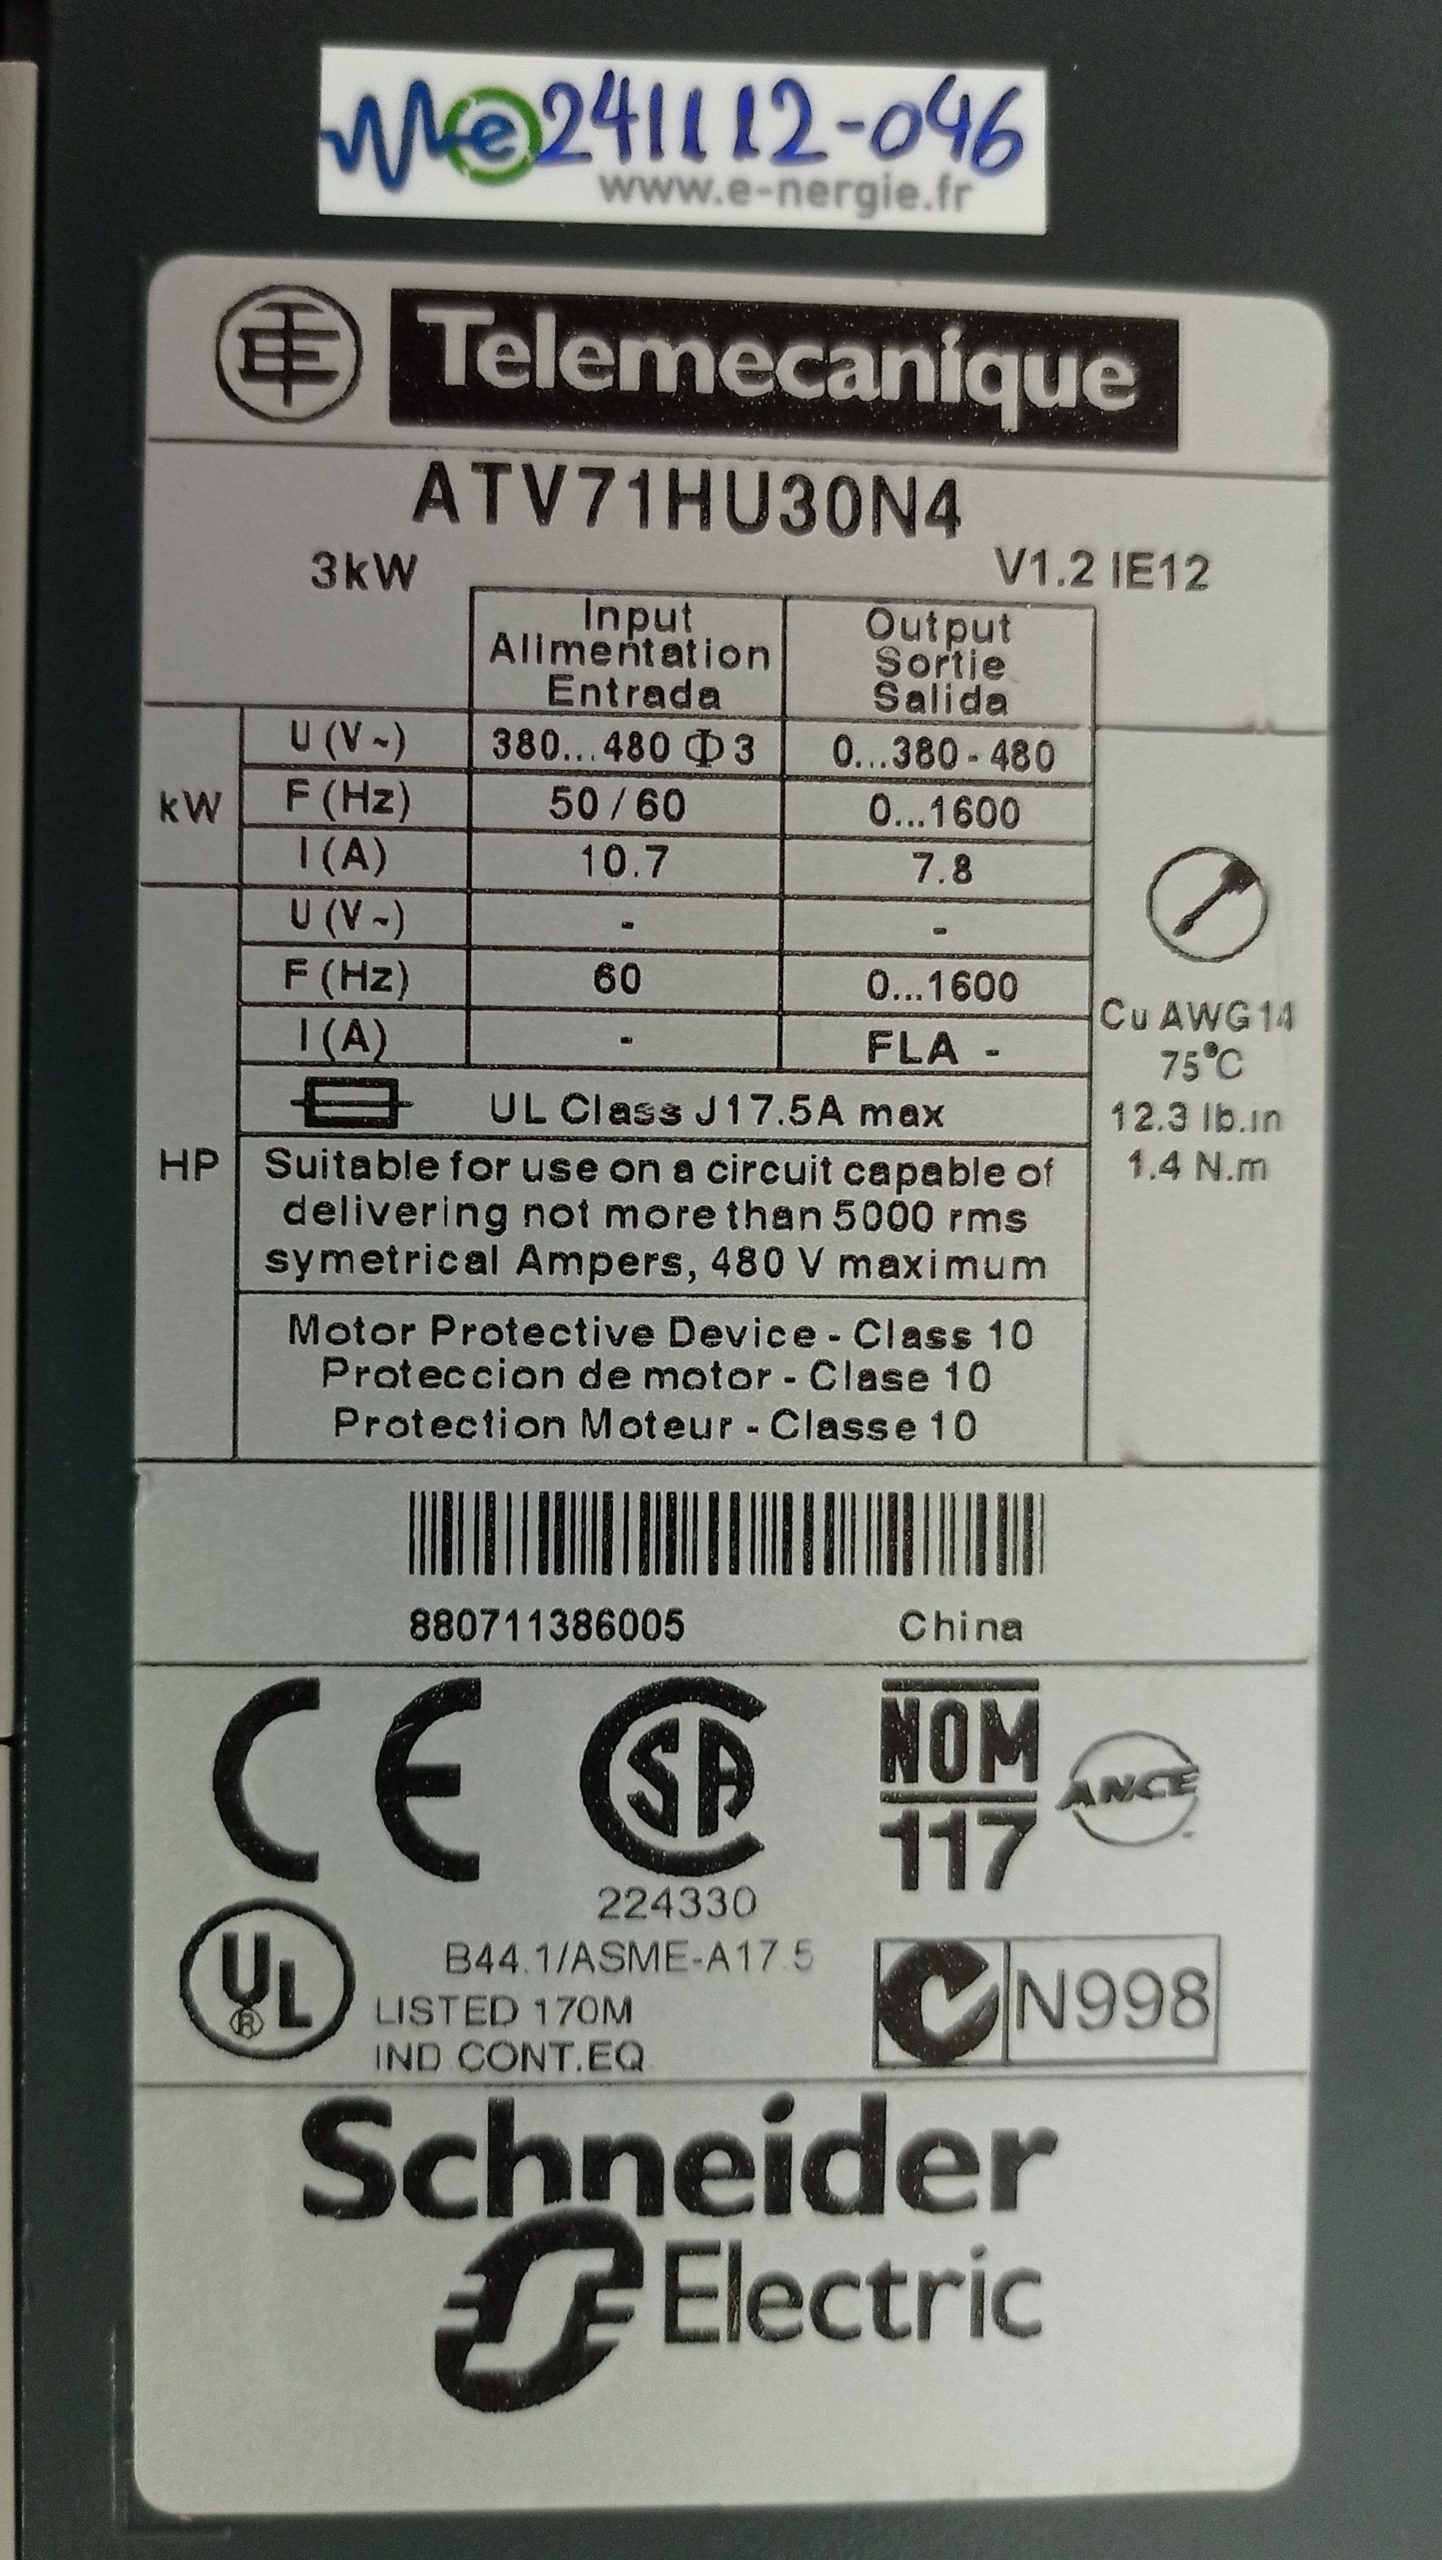 e 241112-046
www.e-nergie.fr
TE Telemecanique
ATV71HU30N4
3kW V1.2 IE12
Input Output
Alimentation Sortie
Entrada Salida
kW U (V~) 380...480 Φ 3 0...380 - 480
F (Hz) 50 / 60 0...1600
I (A) 10.7 7.8
HP U (V~) - -
F (Hz) 60 0...1600
I (A) - FLA -
UL Class J 17.5A max
Suitable for use on a circuit capable of
delivering not more than 5000 rms
symetrical Ampers, 480 V maximum
Motor Protective Device - Class 10
Proteccion de motor - Clase 10
Protection Moteur - Classe 10
Cu AWG14
75°C
12.3 lb.in
1.4 N.m
880711386005 China
CE CSA NOM
117 ANCE
224330
UL® B44.1/ASME-A17.5
LISTED 170M
IND CONT.EQ
N998
Schneider
Electric